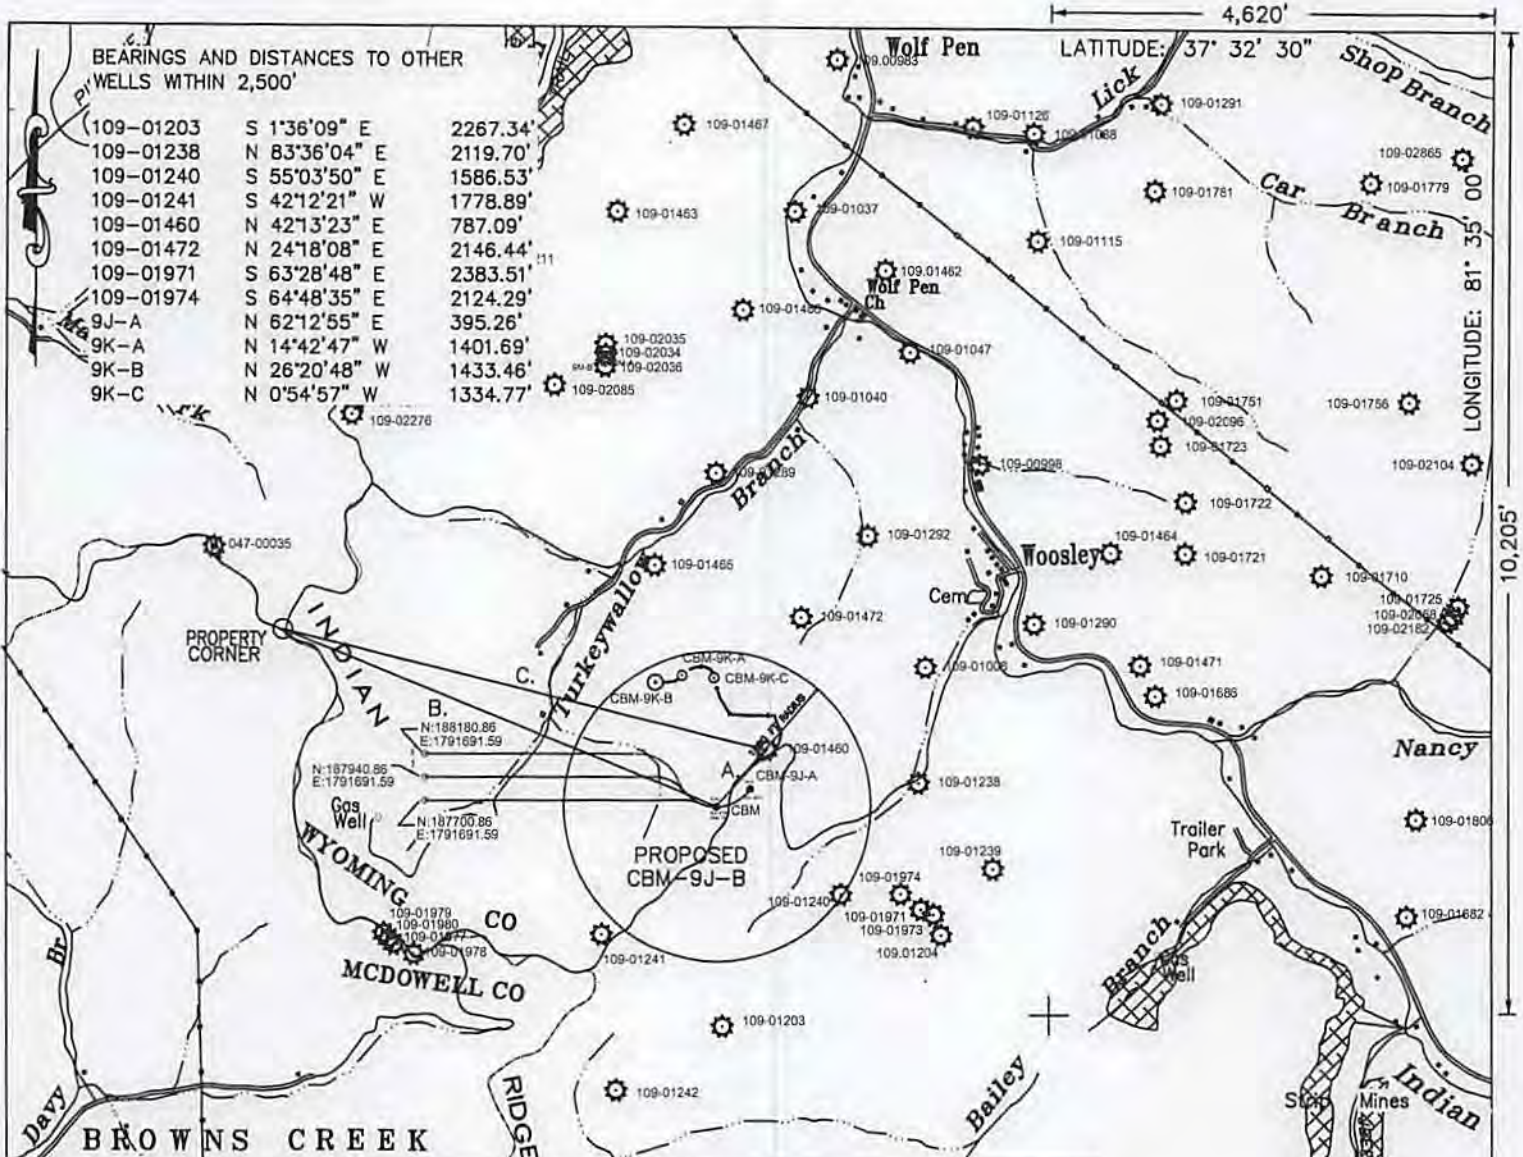 4,620'
BEARINGS AND DISTANCES TO OTHER
WELLS WITHIN 2,500'
109-01203 S 1°36'09" E 2267.34'
109-01238 N 83°36'04" E 2119.70'
109-01240 S 55°03'50" E 1586.53'
109-01241 S 42°12'21" W 1778.89'
109-01460 N 42°13'23" E 787.09'
109-01472 N 24°18'08" E 2146.44'
109-01971 S 63°28'48" E 2383.51'
109-01974 S 64°48'35" E 2124.29'
9J-A N 62°12'55" E 395.26'
9K-A N 14°42'47" W 1401.69'
9K-B N 26°20'48" W 1433.46'
9K-C N 0°54'57" W 1334.77'
Wolf Pen
LATITUDE: 37° 32' 30"
LONGITUDE: 81° 35' 00"
10,205'
Shop Branch
Lick
109-01291
109-01467
109-01126
109-02865
109-01781
Car
Branch
109-01779
109-01463
109-01037
109-01115
109.01462
Wolf Pen
Ch
109-02035
109-02034
109-02036
109-02085
109-01047
109-01040
109-02276
109-01751
109-02096
109-01723
109-01756
109-02104
Branch
109-00998
109-01722
109-01292
109-01464
109-01721
047-00035
109-01465
Woosley
109-01710
109-01725
109-02182
Cem
109-01472
109-01290
PROPERTY
CORNER
INDIAN
Turkeywallow
C.
B.
A.
CBM-9K-A
CBM-9K-B
CBM-9K-C
109-01471
109-01686
N:188180.86
E:1791691.59
N:187940.86
E:1791691.59
N:187700.86
E:1791691.59
Gas
Well
109-01460
CBM-9J-A
CBM
109-01238
Nancy
PROPOSED
CBM-9J-B
109-01239
Trailer
Park
109-01806
WYOMING CO
MCDOWELL CO
109-01979
109-01980
109-01977
109-01978
109-01974
109-01240
109-01971
109-01973
109.01204
109-01241
109-01682
Branch
Gas
Well
Br
109-01203
109-01242
RIDGE
Bailey
Davy
BROWNS CREEK
Strip Mines
Indian